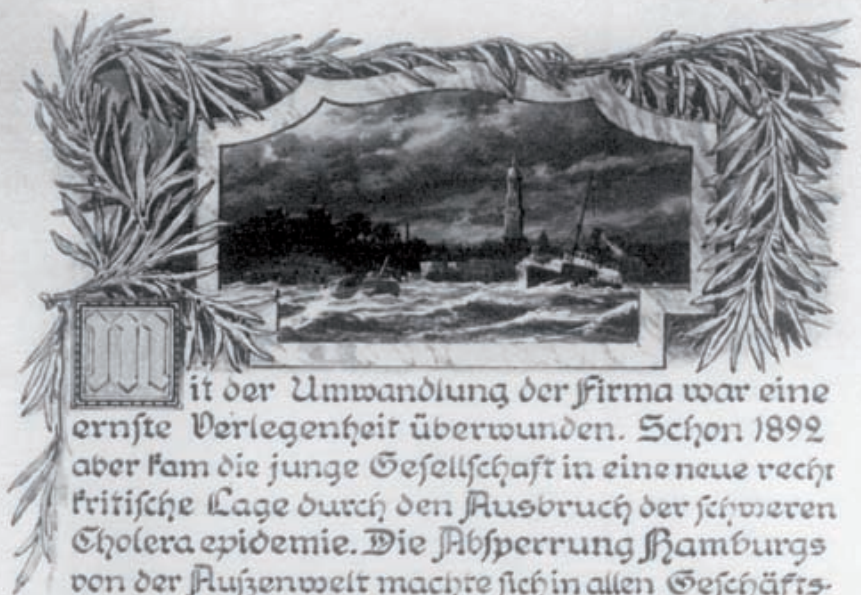 Mit der Umwandlung der Firma war eine
ernste Verlegenheit überwunden. Schon 1892
aber kam die junge Gesellschaft in eine neue recht
kritische Lage durch den Ausbruch der schweren
Choleraepidemie. Die Absperrung Hamburgs
von der Außenwelt machte sich in allen Geschäfts-